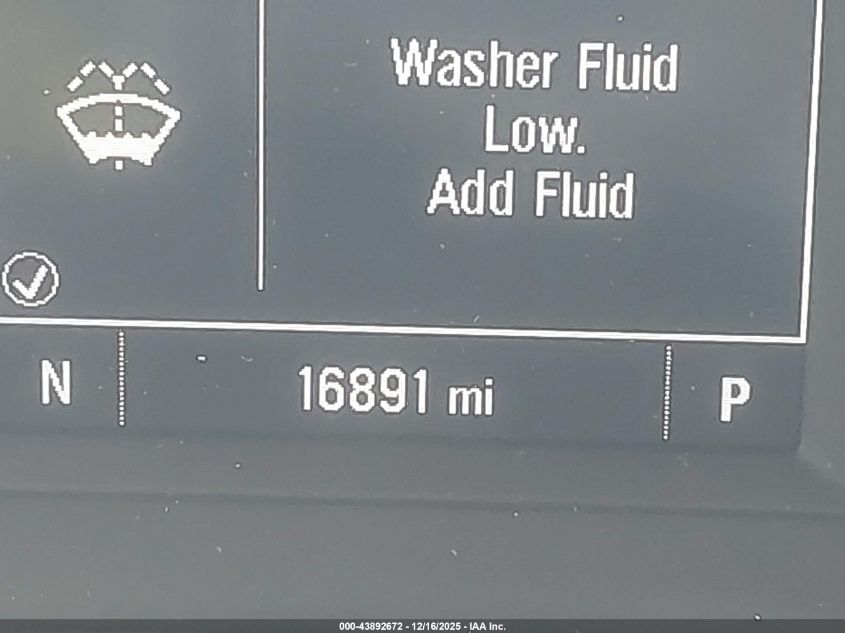 Washer Fluid
Low.
Add Fluid
N 16891 mi P
000-43892672 - 12/16/2025 - IAA Inc.